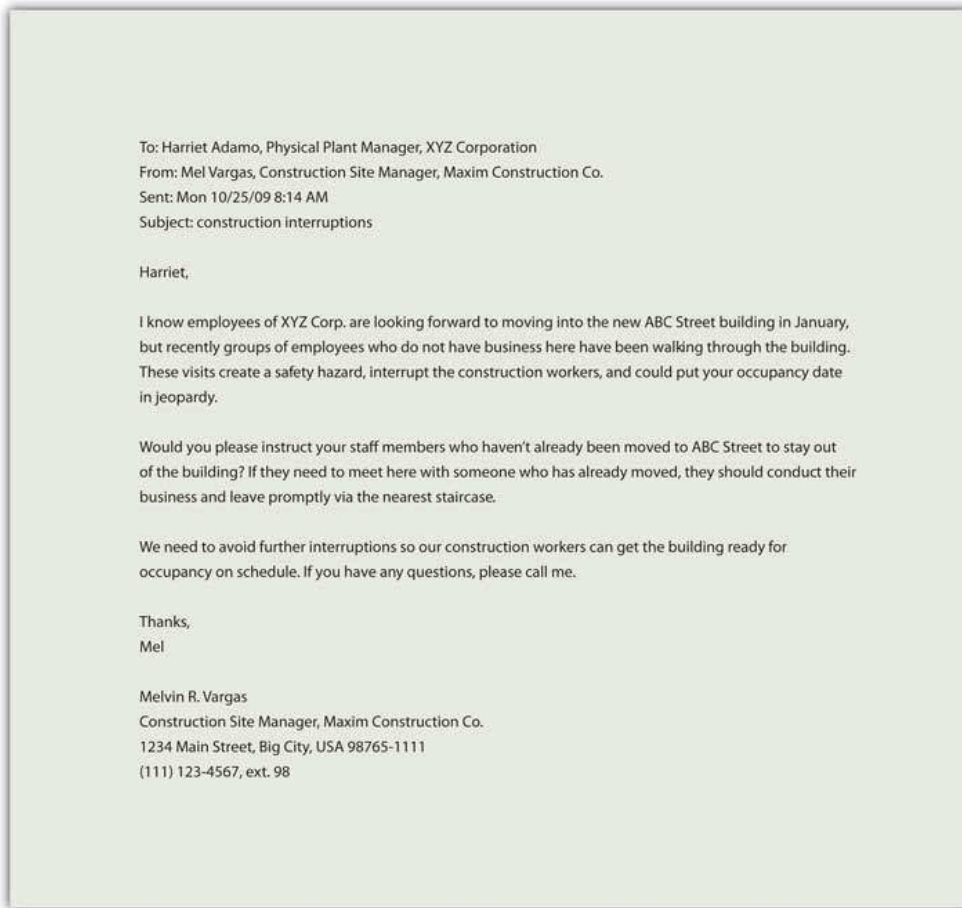 To: Harriet Adamo, Physical Plant Manager, XYZ Corporation
From: Mel Vargas, Construction Site Manager, Maxim Construction Co.
Sent: Mon 10/25/09 8:14 AM
Subject: construction interruptions
Harriet,
I know employees of XYZ Corp. are looking forward to moving into the new ABC Street building in January,
but recently groups of employees who do not have business here have been walking through the building.
These visits create a safety hazard, interrupt the construction workers, and could put your occupancy date
in jeopardy.
Would you please instruct your staff members who haven't already been moved to ABC Street to stay out
of the building? If they need to meet here with someone who has already moved, they should conduct their
business and leave promptly via the nearest staircase.
We need to avoid further interruptions so our construction workers can get the building ready for
occupancy on schedule. If you have any questions, please call me.
Thanks,
Mel
Melvin R. Vargas
Construction Site Manager, Maxim Construction Co.
1234 Main Street, Big City, USA 98765-1111
(111) 123-4567, ext. 98